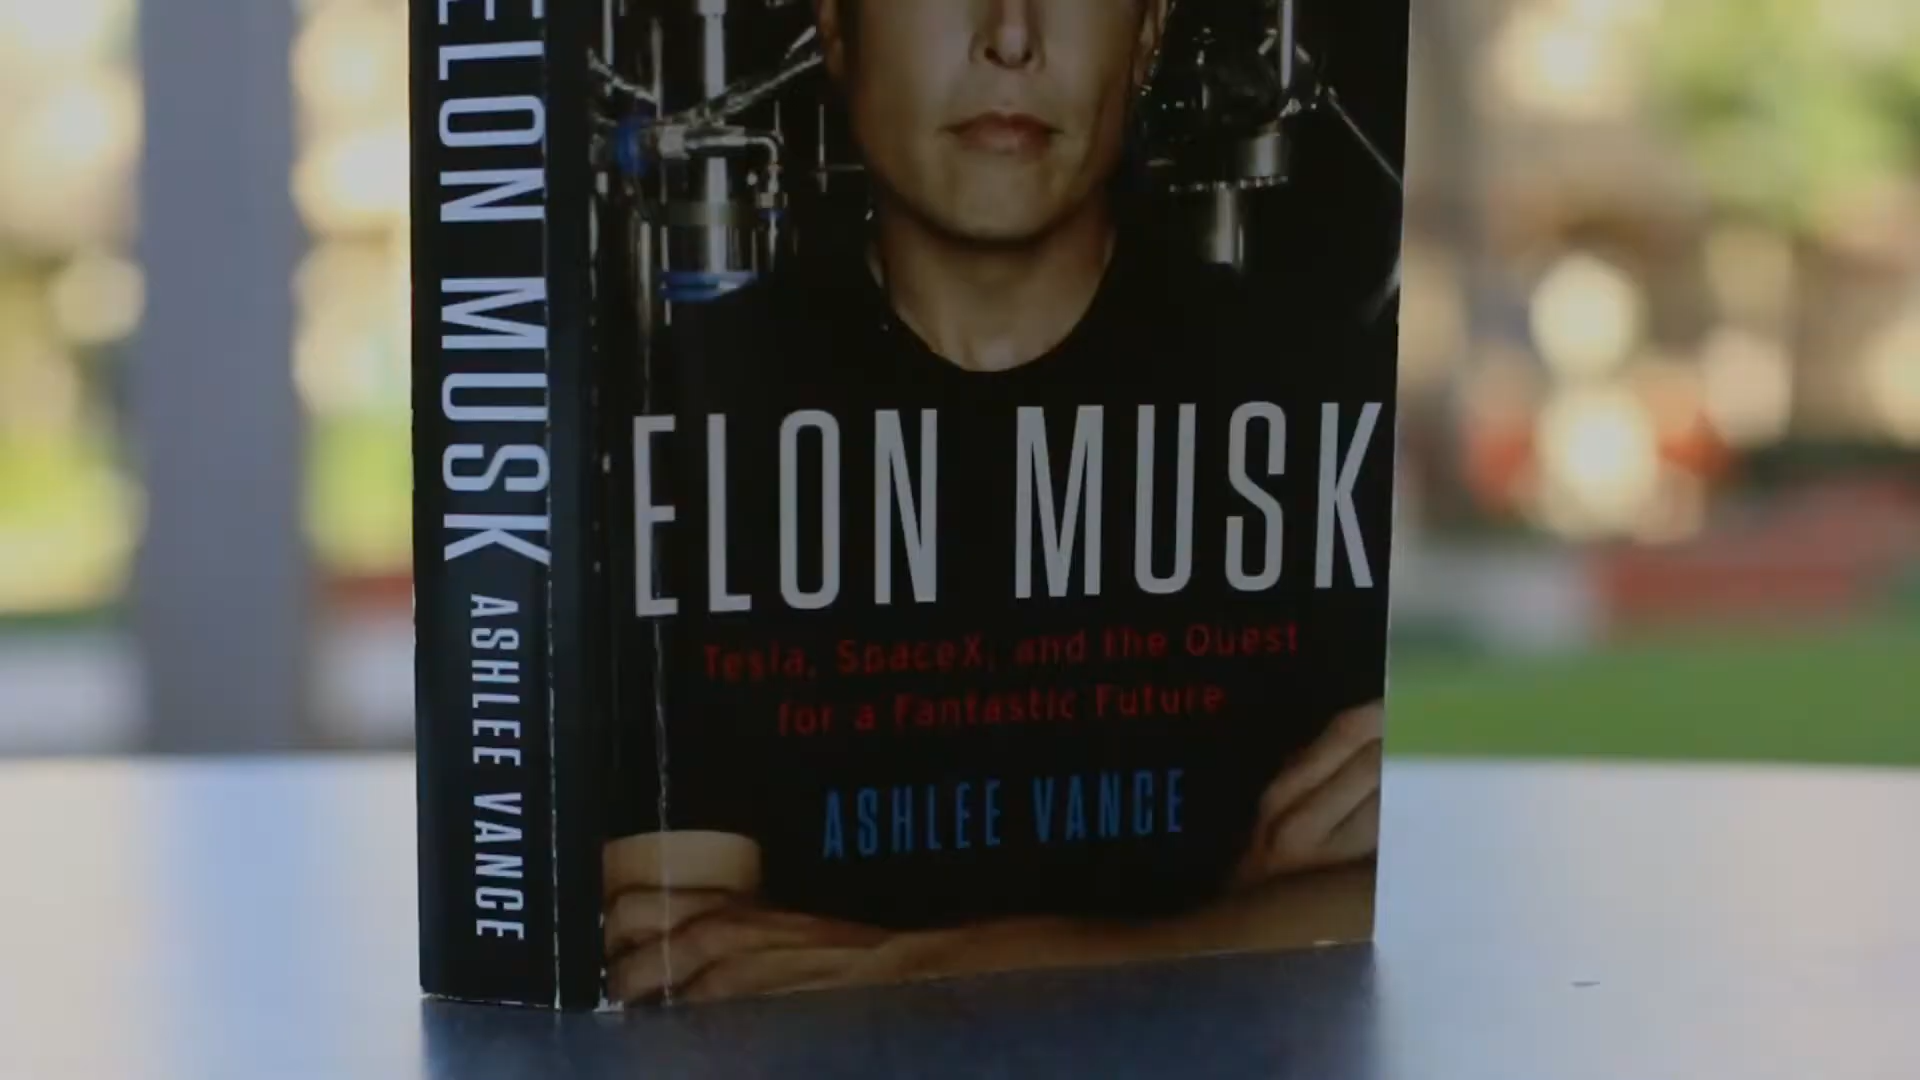 ELON MUSK ASHLEE VANCE
ELON MUSK
Tesla, SpaceX, and the Quest
for a Fantastic Future
ASHLEE VANCE